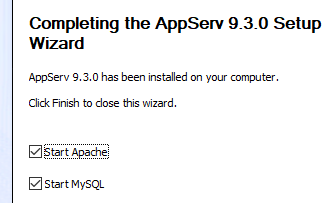 Completing the AppServ 9.3.0 Setup
Wizard
AppServ 9.3.0 has been installed on your computer.
Click Finish to close this wizard.
Start Apache
Start MySQL